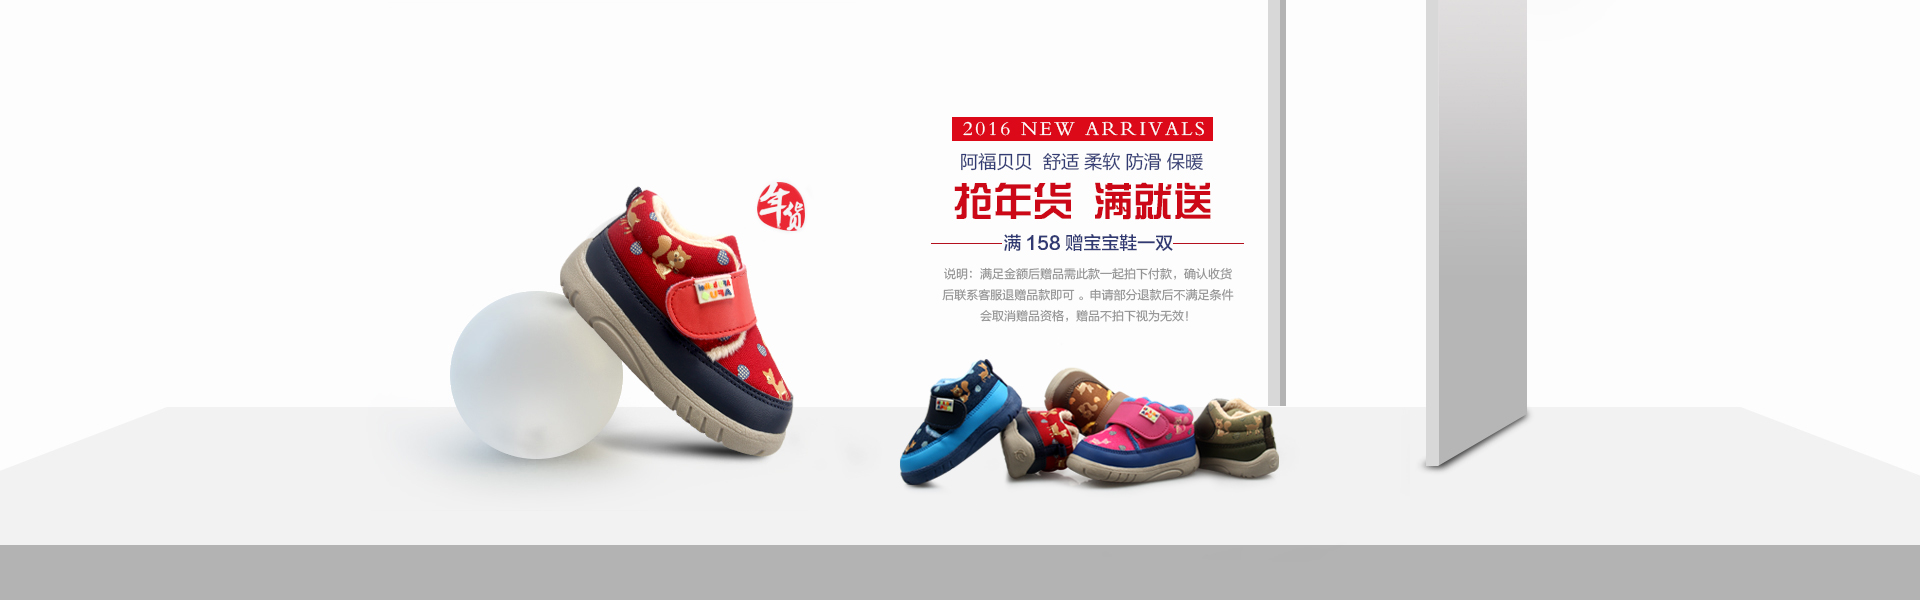 2016 NEW ARRIVALS
阿福贝贝 舒适 柔软 防滑 保暖
抢年货 满就送
满 158 赠宝宝鞋一双
说明：满足金额后赠品需此款一起拍下付款，确认收货
后联系客服退赠品款即可 。申请部分退款后不满足条件
会取消赠品资格，赠品不拍下视为无效！
年货